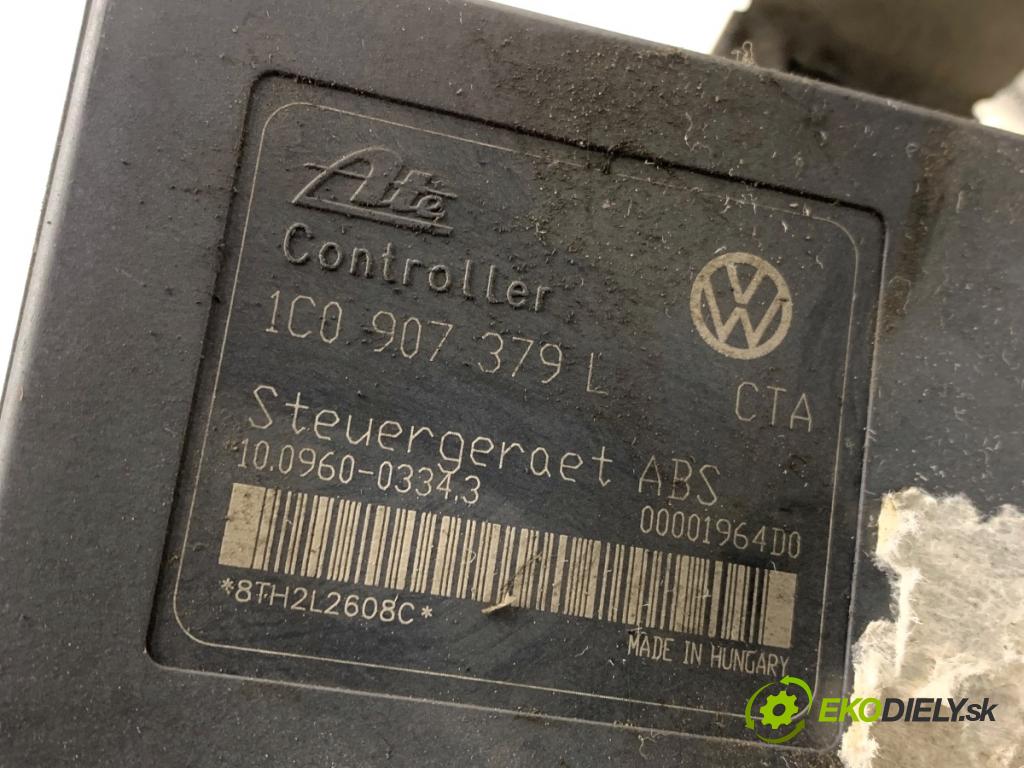 Ate
Controller
1C0 907 379 L
CTA
Steuergeraet ABS
10.0960-0334.3
00001964D0
*8TH2L2608C*
MADE IN HUNGARY
EKODIELY.sk